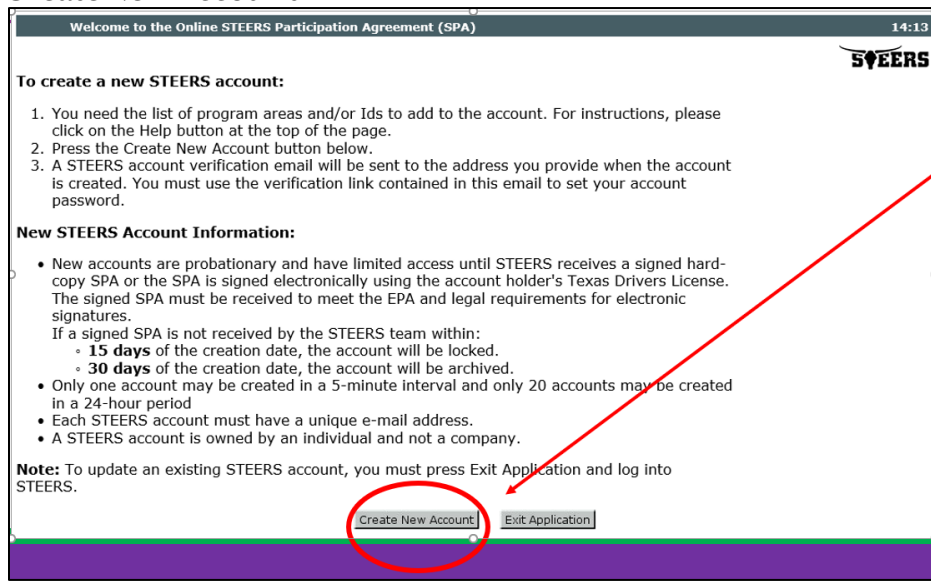 Welcome to the Online STEERS Participation Agreement (SPA)
14:13
STEERS
To create a new STEERS account:
1. You need the list of program areas and/or Ids to add to the account. For instructions, please
click on the Help button at the top of the page.
2. Press the Create New Account button below.
3. A STEERS account verification email will be sent to the address you provide when the account
is created. You must use the verification link contained in this email to set your account
password.
New STEERS Account Information:
• New accounts are probationary and have limited access until STEERS receives a signed hard-
copy SPA or the SPA is signed electronically using the account holder's Texas Drivers License.
The signed SPA must be received to meet the EPA and legal requirements for electronic
signatures.
If a signed SPA is not received by the STEERS team within:
◦ 15 days of the creation date, the account will be locked.
◦ 30 days of the creation date, the account will be archived.
• Only one account may be created in a 5-minute interval and only 20 accounts may be created
in a 24-hour period
• Each STEERS account must have a unique e-mail address.
• A STEERS account is owned by an individual and not a company.
Note: To update an existing STEERS account, you must press Exit Application and log into
STEERS.
Create New Account
Exit Application